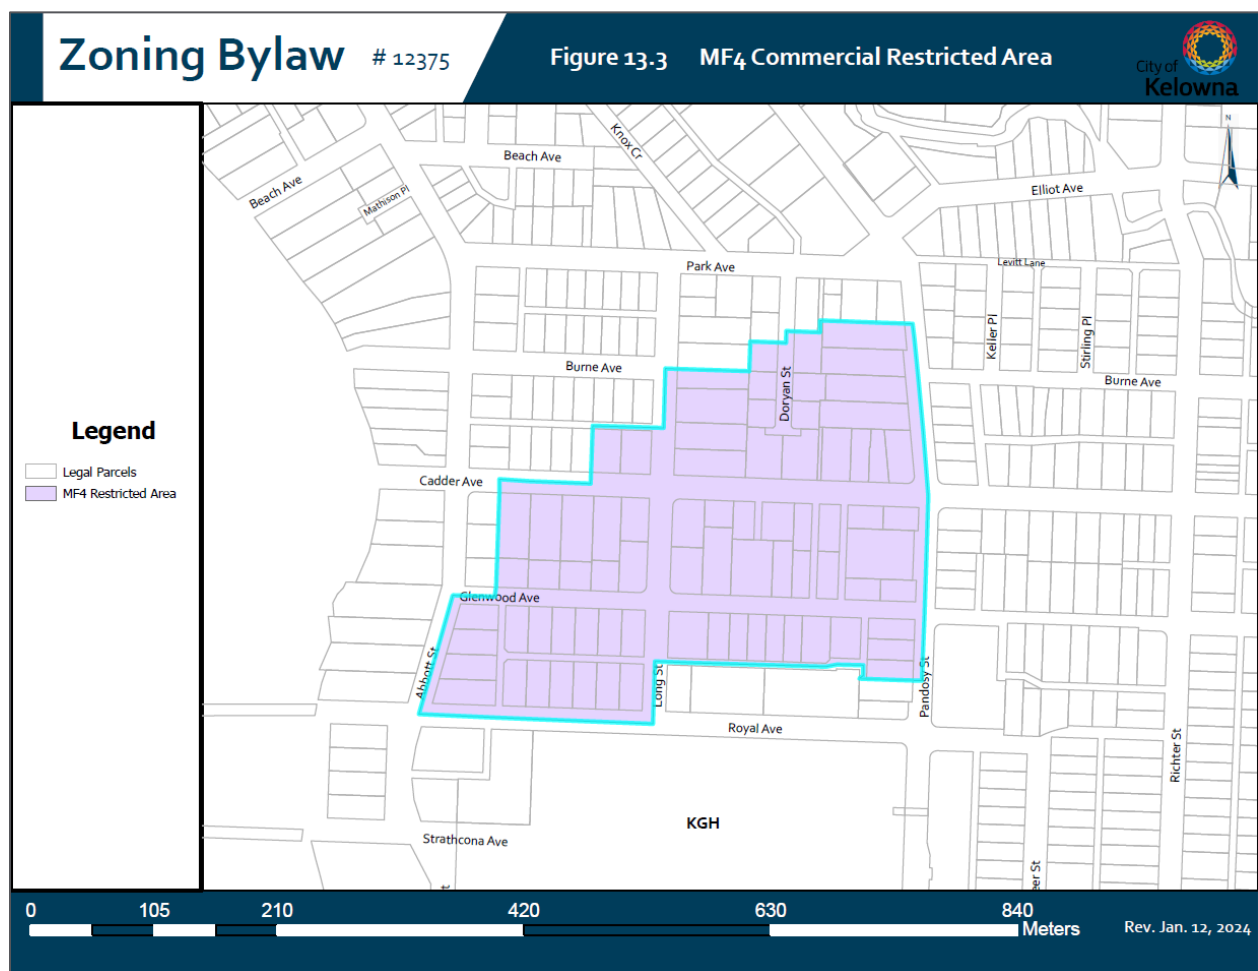 Zoning Bylaw # 12375
Figure 13.3 MF4 Commercial Restricted Area
City of
Kelowna
Legend
Legal Parcels
MF4 Restricted Area
N
Knox Cr
Beach Ave
Beach Ave
Mathison Pl
Elliot Ave
Park Ave
Levitt Lane
Keller Pl
Stirling Pl
Burne Ave
Doryan St
Burne Ave
Cadder Ave
Glenwood Ave
Abbott St
Long St
Pandosy St
Royal Ave
Richter St
KGH
Strathcona Ave
0 105 210 420 630 840
Meters
Rev. Jan. 12, 2024